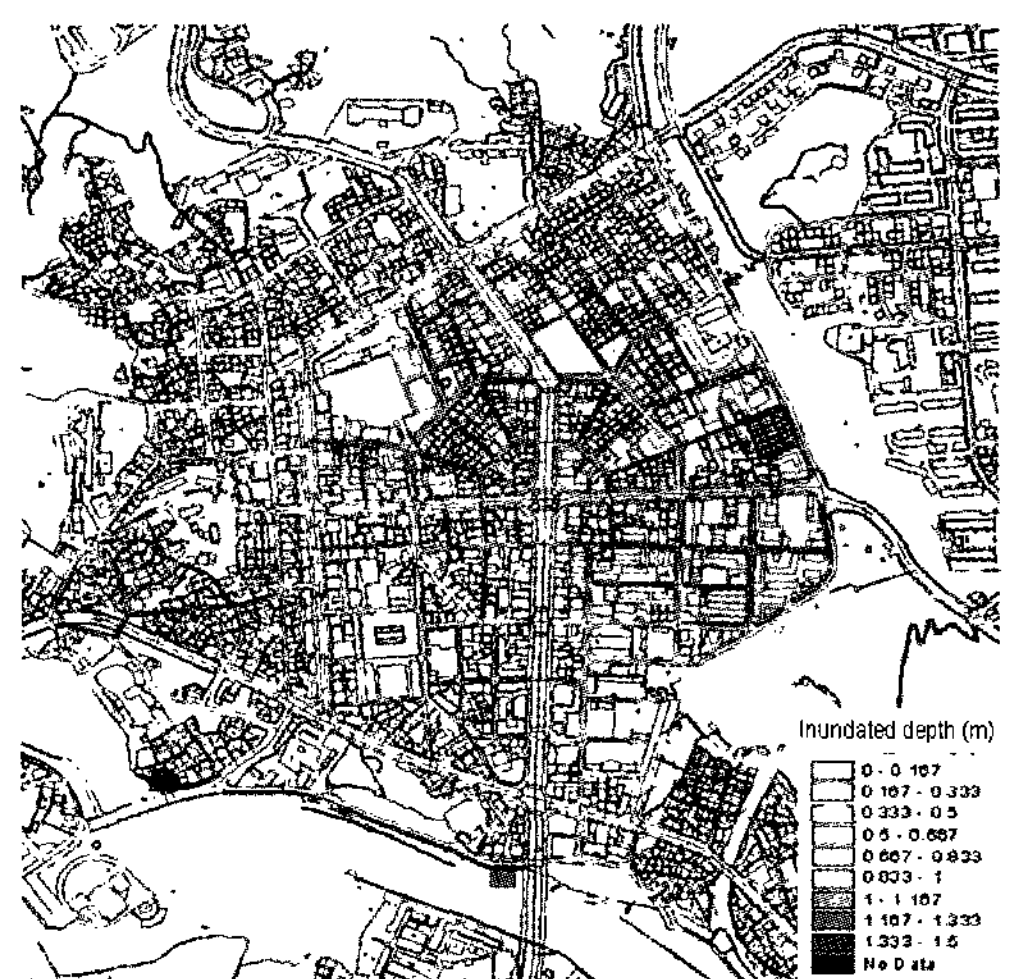 Inundated depth (m)
0 - 0.167
0.167 - 0.333
0.333 - 0.5
0.5 - 0.667
0.667 - 0.833
0.833 - 1
1 - 1.167
1.167 - 1.333
1.333 - 1.5
No Data